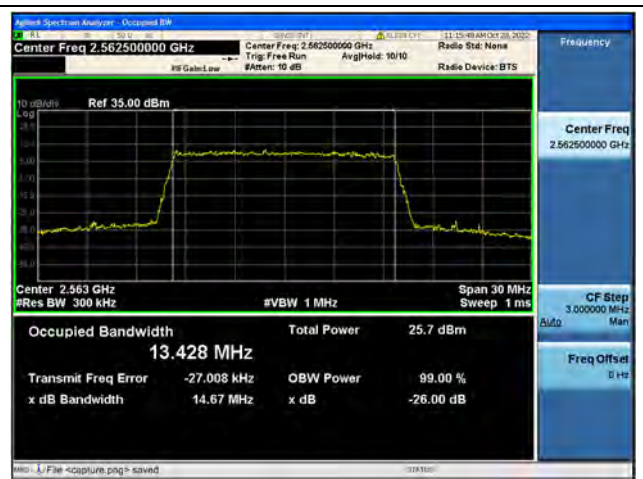 Agilent Spectrum Analyzer - Occupied BW
RL
11:15:49 AM Oct 28, 2022
Center Freq 2.562500000 GHz
Center Freq: 2.562500000 GHz
Radio Std: None
Trig: Free Run
Avg|Hold: 10/10
#IFGain:Low
#Atten: 10 dB
Radio Device: BTS
Frequency
10 dB/div
Ref 35.00 dBm
Log
Center Freq
2.562500000 GHz
Center 2.563 GHz
Span 30 MHz
#Res BW 300 kHz
#VBW 1 MHz
Sweep 1 ms
CF Step
3.000000 MHz
Auto Man
Occupied Bandwidth
Total Power 25.7 dBm
13.428 MHz
Freq Offset
0 Hz
Transmit Freq Error -27.008 kHz
OBW Power 99.00 %
x dB Bandwidth 14.67 MHz
x dB -26.00 dB
MSG
File <capture.png> saved
STATUS